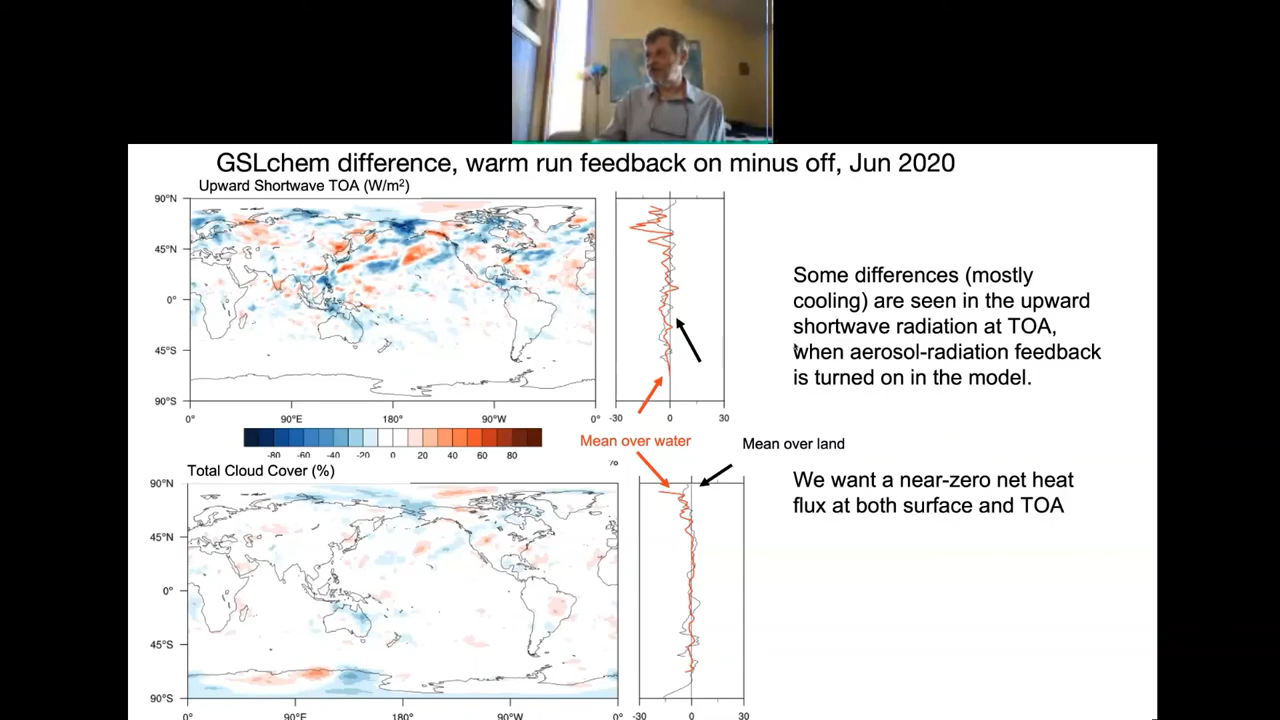 GSLchem difference, warm run feedback on minus off, Jun 2020
Upward Shortwave TOA (W/m²)
90°N
45°N
0°
45°S
90°S
0° 90°E 180° 90°W 0°
-30 0 30
-80 -60 -40 -20 0 20 40 60 80
Mean over water
Mean over land
Some differences (mostly
cooling) are seen in the upward
shortwave radiation at TOA,
when aerosol-radiation feedback
is turned on in the model.
Total Cloud Cover (%)
%
90°N
45°N
0°
45°S
90°S
0° 90°E 180° 90°W 0°
-30 0 30
We want a near-zero net heat
flux at both surface and TOA